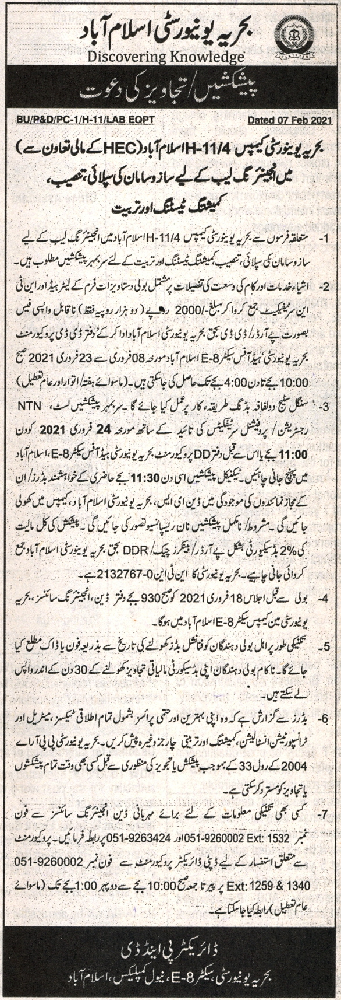 بحریہ یونیورسٹی اسلام آباد
Discovering Knowledge
BAHRIA UNIVERSITY
PAKISTAN
پیشکشیں/تجاویز کی دعوت
BU/P&D/PC-1/H-11/LAB EQPT Dated 07 Feb 2021
بحریہ یونیورسٹی کیمپس H-11/4 اسلام آباد (HEC کے مالی تعاون سے)
میں انجینئرنگ لیب کے لیے ساز و سامان کی سپلائی، تنصیب،
کمیشنگ ٹیسٹنگ اور تربیت
1- متعلقہ فرموں سے بحریہ یونیورسٹی کیمپس H-11/4 اسلام آباد میں انجینئرنگ لیب کے لیے
ساز و سامان کی سپلائی، تنصیب، کمیشنگ ٹیسٹنگ اور تربیت کے لئے سربمہر پیشکشیں مطلوب ہیں۔
2- اشیاء خدمات اور کام کی وسعت کی تفصیلات پر مشتمل بولی دستاویزات فرم کے لیٹر ہیڈ اور این ٹی
این سرٹیفکیٹ جمع کروا کر مبلغ -/2000 روپے (دو ہزار روپیہ فقط) ناقابل واپسی فیس
بصورت پے آرڈر/ڈی ڈی بحق بحریہ یونیورسٹی اسلام آباد ادا کر کے دفتر ڈی ڈی پروکیورمنٹ
بحریہ یونیورسٹی ہیڈ آفس سیکٹر E-8 اسلام آباد مورخہ 08 فروری سے 23 فروری 2021 صبح
10:00 بجے تا دن 4:00 بجے تک حاصل کی جاسکتی ہیں۔ (ماسوائے ہفتہ/اتوار اور عام تعطیل)
3- سنگل سٹیج دو لفافہ بڈنگ طریقہ کار پر عمل کیا جائے گا۔ سربمہر پیشکشیں لسٹ، NTN
رجسٹریشن/پروفیشنل سرٹیفکیٹس کی تائید کے ساتھ مورخہ 24 فروری 2021 کو دن
11:00 بجے یا اس سے قبل دفتر DD پروکیورمنٹ بحریہ یونیورسٹی ہیڈ آفس سیکٹر E-8، اسلام آباد
میں پہنچ جانی چاہئیں۔ ٹیکنیکل پیشکشیں اسی دن 11:30 بجے حاضری کے خواہشمند بڈرز/ان
کے مجاز نمائندوں کی موجودگی میں ڈین ای ایس، بحریہ یونیورسٹی اسلام آباد، کیمپس میں کھولی
جائیں گی۔ مشروط/نامکمل پیشکشیں نان ریسپانسیو تصور کی جائیں گی۔ پیشکش کی کل مالیت
کی 2% بڈ سیکورٹی بشکل پے آرڈر/بینکرز چیک/DDR بحق بحریہ یونیورسٹی اسلام آباد جمع
کروائی جانی چاہیے۔ بحریہ یونیورسٹی کا این ٹی این 0-2132767 ہے۔
4- بولی سے قبل اجلاس 18 فروری 2021 کو صبح 930 بجے دفتر ڈین، انجینئرنگ سائنسز، بحریہ
یونیورسٹی مین کیمپس سیکٹر E-8 اسلام آباد میں ہوگا۔
5- تکنیکی طور پر اہل بولی دہندگان کو فنانشل بڈز کھولنے کی تاریخ سے بذریعہ فون یا ڈاک مطلع کیا
جائے گا۔ ناکام بولی دہندگان اپنی بڈ سیکورٹی مالیاتی تجاویز کھولنے کے 30 دن کے اندر واپس
لے سکتے ہیں۔
6- بڈرز سے گزارش ہے کہ وہ اپنی بہترین اور حتمی پرائسز بشمول تمام اطلاقی ٹیکسز، میٹریل اور
ٹرانسپورٹیشن انسٹالیشن، کمیشنگ اور تربیتی چارجز وغیرہ پیش کریں۔ بحریہ یونیورسٹی پی پی آر اے
2004 کے رول 33 کے بموجب پیشکش یا تجویز کی منظوری سے قبل کسی بھی وقت تمام پیشکشوں
یا تجاویز کو مسترد کرسکتی ہے۔
7- کسی بھی تکنیکی معلومات کے لئے برائے مہربانی ڈین انجینئرنگ سائنسز سے فون
نمبر 051-9260002 Ext: 1532 اور 051-9263424 پر رابطہ فرمائیں۔ پروکیورمنٹ
سے متعلق استفسار کے لیے ڈپٹی ڈائریکٹر پروکیورمنٹ سے فون نمبر 051-9260002
Ext: 1259 & 1340 پر پیر تا جمعہ صبح 10:00 بجے سے دوپہر 1:00 بجے تک (ماسوائے
عام تعطیل) رابطہ کیا جاسکتا ہے۔
ڈائریکٹر پی اینڈ ڈی
بحریہ یونیورسٹی، سیکٹر E-8، نیول کمپلیکس، اسلام آباد